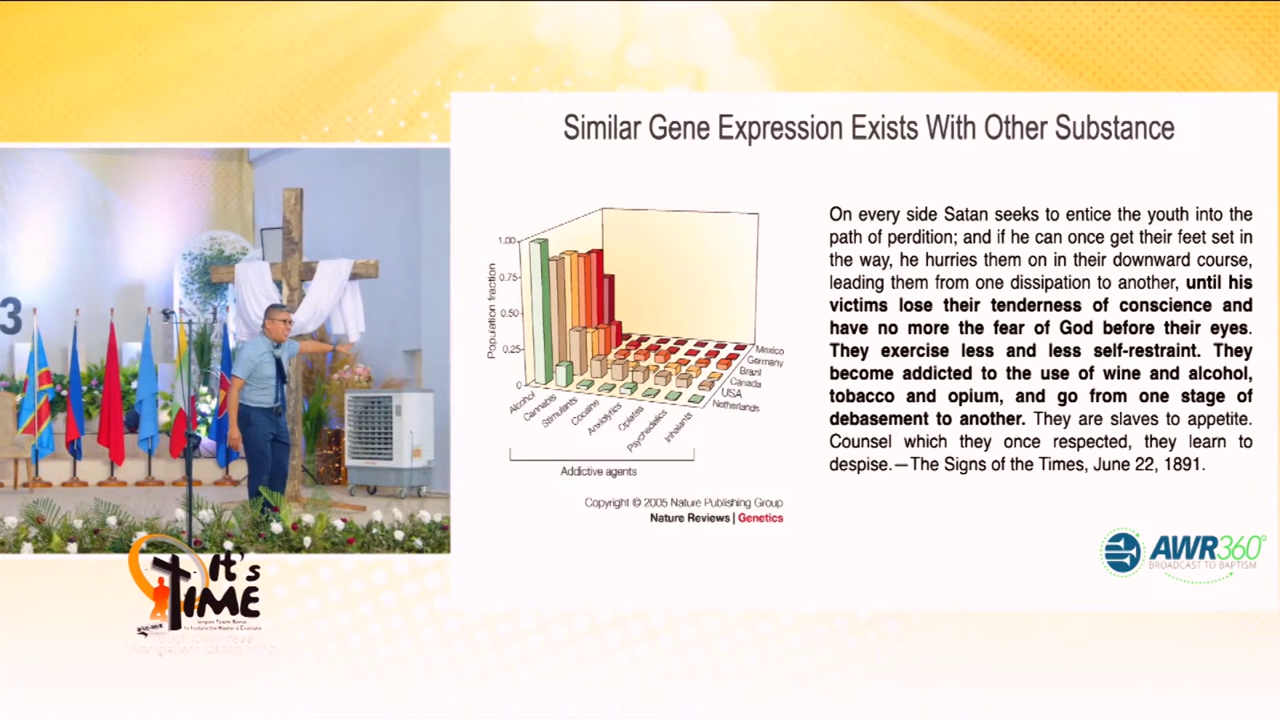 Similar Gene Expression Exists With Other Substance
Population fraction
1.00
0.75
0.50
0.25
0
Alcohol
Cannabis
Stimulants
Cocaine
Anxiolytics
Opiates
Psychedelics
Inhalants
Mexico
Germany
Brazil
Canada
USA
Netherlands
Addictive agents
Copyright © 2005 Nature Publishing Group
Nature Reviews | Genetics
On every side Satan seeks to entice the youth into the
path of perdition; and if he can once get their feet set in
the way, he hurries them on in their downward course,
leading them from one dissipation to another, until his
victims lose their tenderness of conscience and
have no more the fear of God before their eyes.
They exercise less and less self-restraint. They
become addicted to the use of wine and alcohol,
tobacco and opium, and go from one stage of
debasement to another. They are slaves to appetite.
Counsel which they once respected, they learn to
despise.—The Signs of the Times, June 22, 1891.
AWR360°
BROADCAST TO BAPTISM
3
It's
TIME